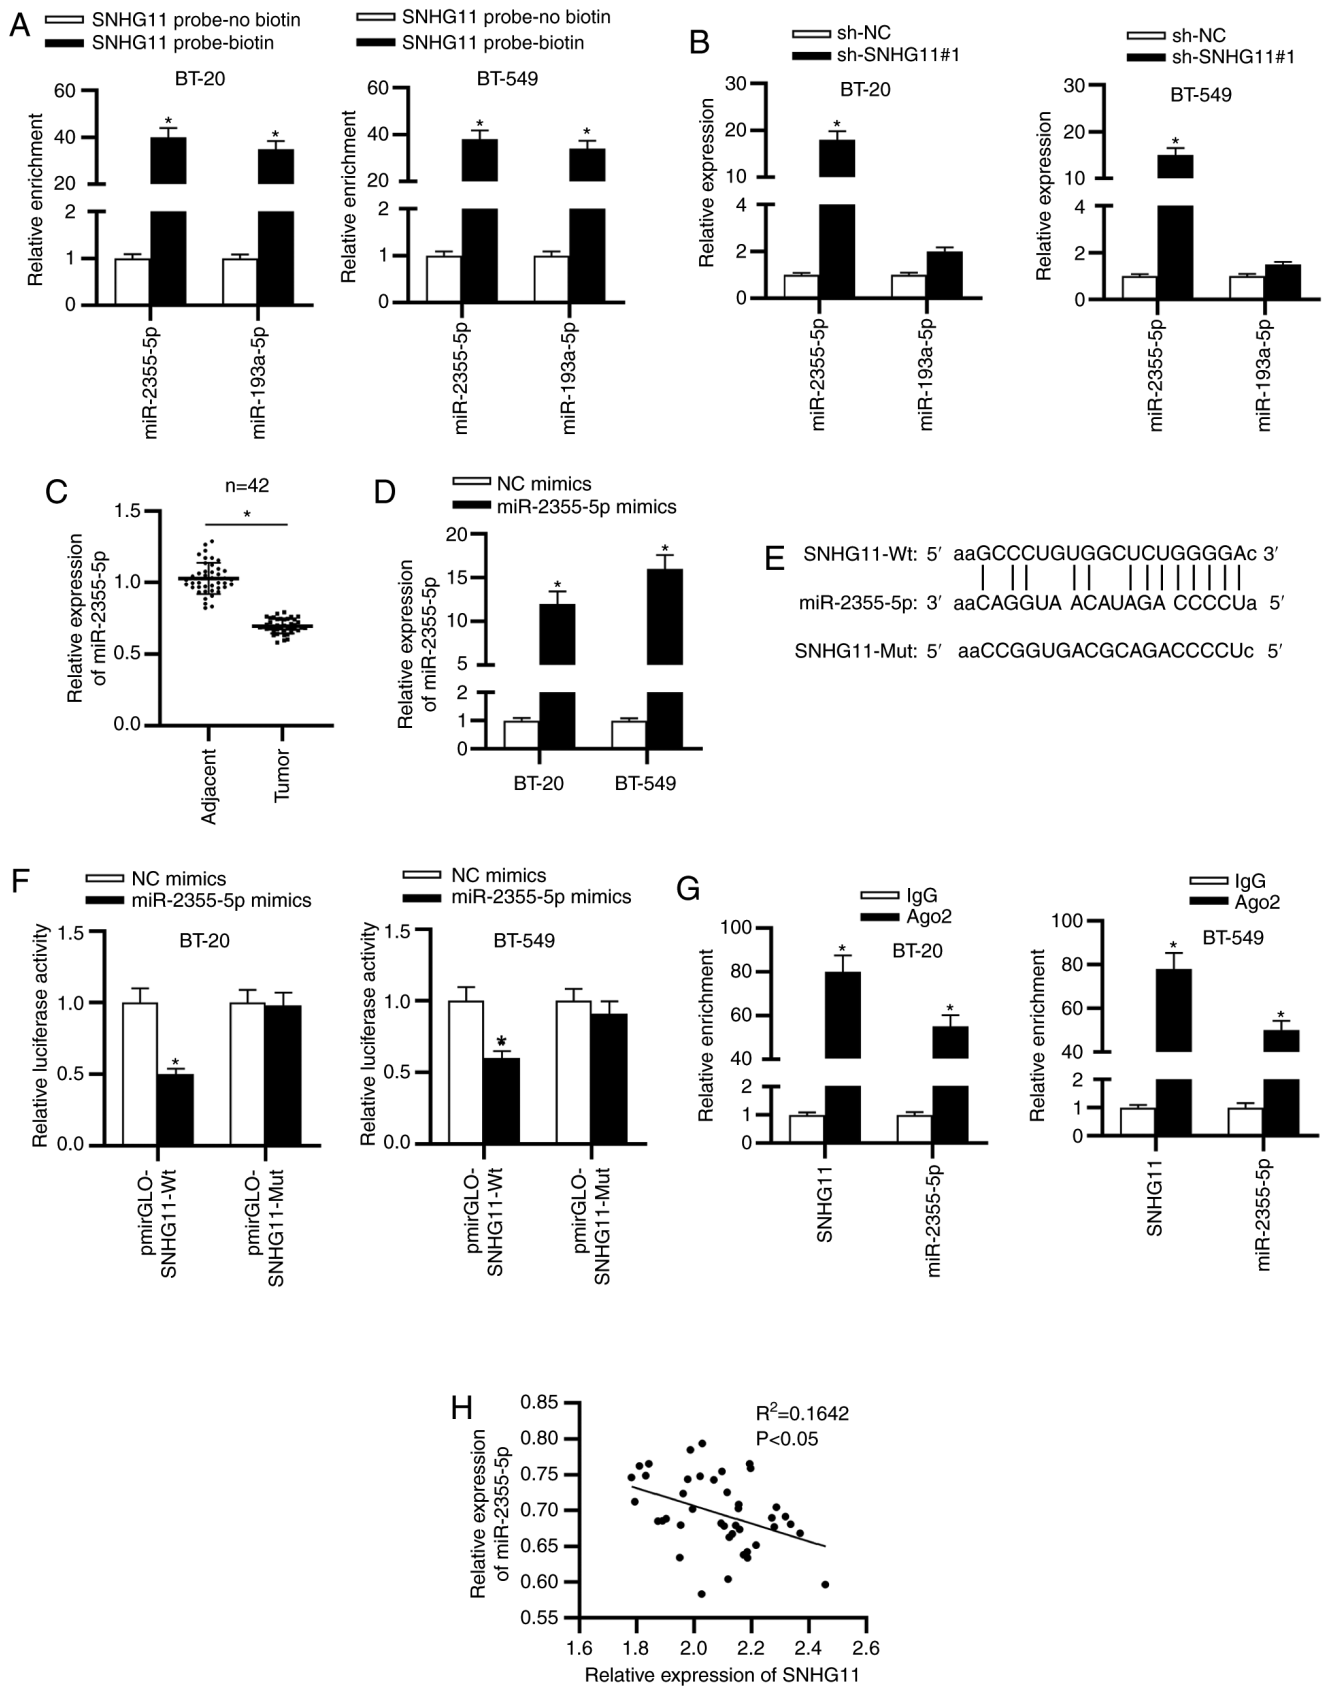 A
SNHG11 probe-no biotin
SNHG11 probe-biotin
BT-20
Relative enrichment
60
40
20
2
1
0
*
*
miR-2355-5p
miR-193a-5p
SNHG11 probe-no biotin
SNHG11 probe-biotin
BT-549
Relative enrichment
60
40
20
2
1
0
*
*
miR-2355-5p
miR-193a-5p
B
sh-NC
sh-SNHG11#1
BT-20
Relative expression
30
20
10
4
2
0
*
miR-2355-5p
miR-193a-5p
sh-NC
sh-SNHG11#1
BT-549
Relative expression
30
20
10
4
2
0
*
miR-2355-5p
miR-193a-5p
C
n=42
*
Relative expression
of miR-2355-5p
1.5
1.0
0.5
0.0
Adjacent
Tumor
D
NC mimics
miR-2355-5p mimics
Relative expression
of miR-2355-5p
20
15
10
5
2
1
0
*
*
BT-20
BT-549
E
SNHG11-Wt: 5′ aaGCCCUGUGGCUCUGGGGAc 3′
miR-2355-5p: 3′ aaCAGGUA ACAUAGA CCCCUa 5′
SNHG11-Mut: 5′ aaCCGGUGACGCAGACCCCUc 5′
F
NC mimics
miR-2355-5p mimics
BT-20
Relative luciferase activity
1.5
1.0
0.5
0.0
*
pmirGLO-
SNHG11-Wt
pmirGLO-
SNHG11-Mut
NC mimics
miR-2355-5p mimics
BT-549
Relative luciferase activity
1.5
1.0
0.5
0.0
*
pmirGLO-
SNHG11-Wt
pmirGLO-
SNHG11-Mut
G
IgG
Ago2
BT-20
Relative enrichment
100
80
60
40
2
1
0
*
*
SNHG11
miR-2355-5p
IgG
Ago2
BT-549
Relative enrichment
100
80
60
40
2
1
0
*
*
SNHG11
miR-2355-5p
H
R²=0.1642
P<0.05
Relative expression
of miR-2355-5p
0.85
0.80
0.75
0.70
0.65
0.60
0.55
1.6 1.8 2.0 2.2 2.4 2.6
Relative expression of SNHG11